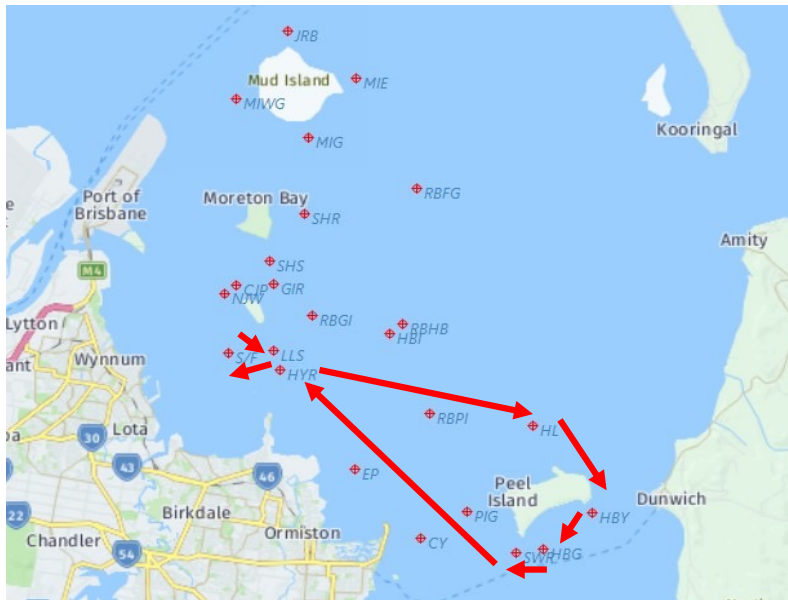 JRB
Mud Island
MIE
MIWG
MIG
Kooringal
Port of
Brisbane
Moreton Bay
RBFG
SHR
Amity
SHS
M4
CJP
GIR
NJW
RBGI
RBHB
HBI
Lytton
S/F
LLS
Wynnum
HYR
RBPI
HL
30
Lota
43
46
EP
Peel
Island
Dunwich
22
Birdkale
PIG
HBY
Ormiston
Chandler
54
CY
SWR
HBG